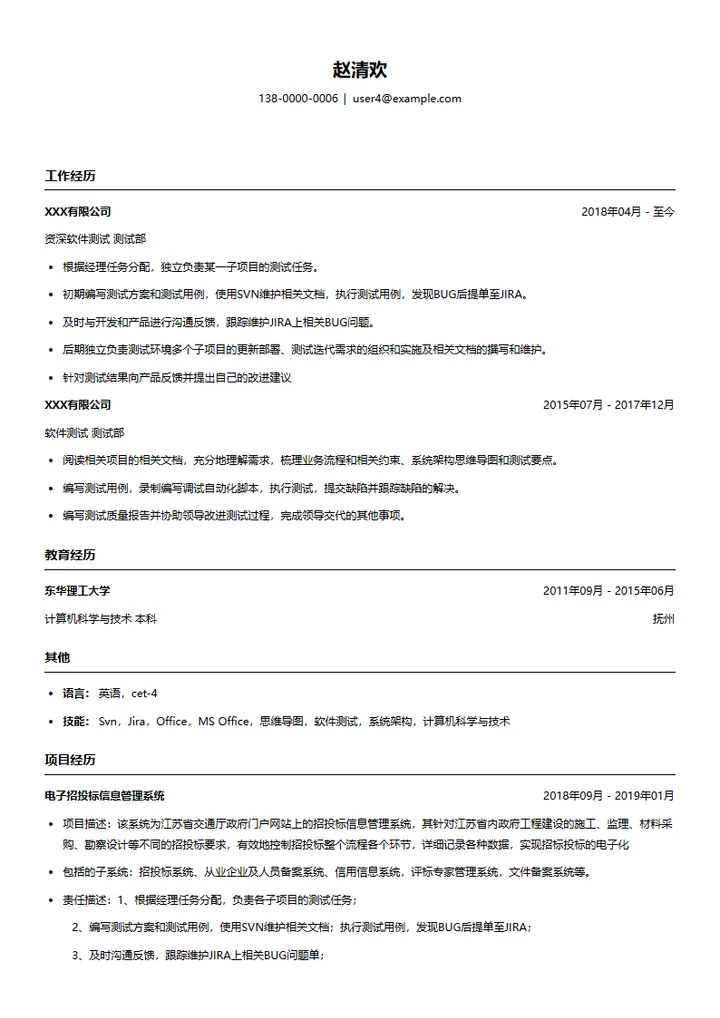 赵清欢
138-0000-0006 | user4@example.com
工作经历
XXX有限公司 2018年04月 - 至今
资深软件测试 测试部
• 根据经理任务分配，独立负责某一子项目的测试任务。
• 初期编写测试方案和测试用例，使用SVN维护相关文档，执行测试用例，发现BUG后提单至JIRA。
• 及时与开发和产品进行沟通反馈，跟踪维护JIRA上相关BUG问题。
• 后期独立负责测试环境多个子项目的更新部署、测试迭代需求的组织和实施及相关文档的撰写和维护。
• 针对测试结果向产品反馈并提出自己的改进建议
XXX有限公司 2015年07月 - 2017年12月
软件测试 测试部
• 阅读相关项目的相关文档，充分地理解需求，梳理业务流程和相关约束、系统架构思维导图和测试要点。
• 编写测试用例，录制编写调试自动化脚本，执行测试，提交缺陷并跟踪缺陷的解决。
• 编写测试质量报告并协助领导改进测试过程，完成领导交代的其他事项。
教育经历
东华理工大学 2011年09月 - 2015年06月
计算机科学与技术 本科 抚州
其他
• 语言： 英语，cet-4
• 技能： Svn，Jira，Office，MS Office，思维导图，软件测试，系统架构，计算机科学与技术
项目经历
电子招投标信息管理系统 2018年09月 - 2019年01月
• 项目描述：该系统为江苏省交通厅政府门户网站上的招投标信息管理系统，其针对江苏省内政府工程建设的施工、监理、材料采
购、勘察设计等不同的招投标要求，有效地控制招投标整个流程各个环节，详细记录各种数据，实现招标投标的电子化
• 包括的子系统：招投标系统、从业企业及人员备案系统、信用信息系统，评标专家管理系统，文件备案系统等。
• 责任描述：1、根据经理任务分配，负责各子项目的测试任务；
2、编写测试方案和测试用例，使用SVN维护相关文档；执行测试用例，发现BUG后提单至JIRA；
3、及时沟通反馈，跟踪维护JIRA上相关BUG问题单；